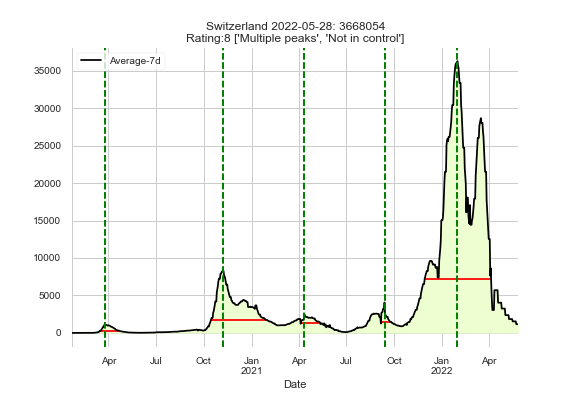 Switzerland 2022-05-28: 3668054
Rating:8 ['Multiple peaks', 'Not in control']
Average-7d
35000
30000
25000
20000
15000
10000
5000
0
Apr Jul Oct Jan Apr Jul Oct Jan Apr
2021 2022
Date